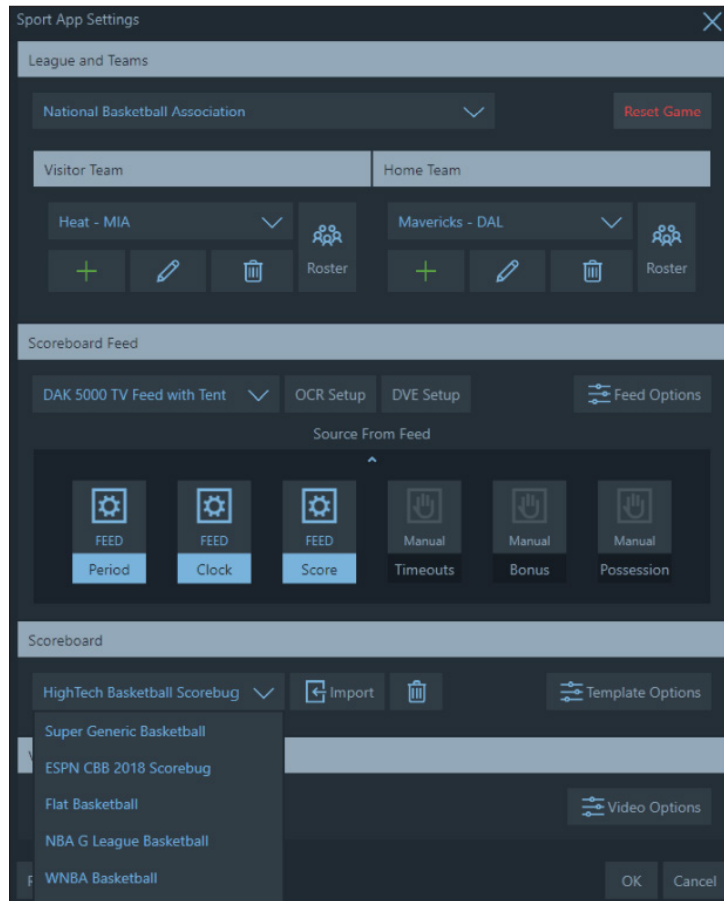 Sport App Settings
League and Teams
National Basketball Association
Reset Game
Visitor Team
Home Team
Heat - MIA
Roster
Mavericks - DAL
Roster
Scoreboard Feed
DAK 5000 TV Feed with Tent
OCR Setup
DVE Setup
Feed Options
Source From Feed
FEED
FEED
FEED
Manual
Manual
Manual
Period
Clock
Score
Timeouts
Bonus
Possession
Scoreboard
HighTech Basketball Scorebug
Import
Template Options
Super Generic Basketball
ESPN CBB 2018 Scorebug
Flat Basketball
NBA G League Basketball
WNBA Basketball
Video Options
OK
Cancel